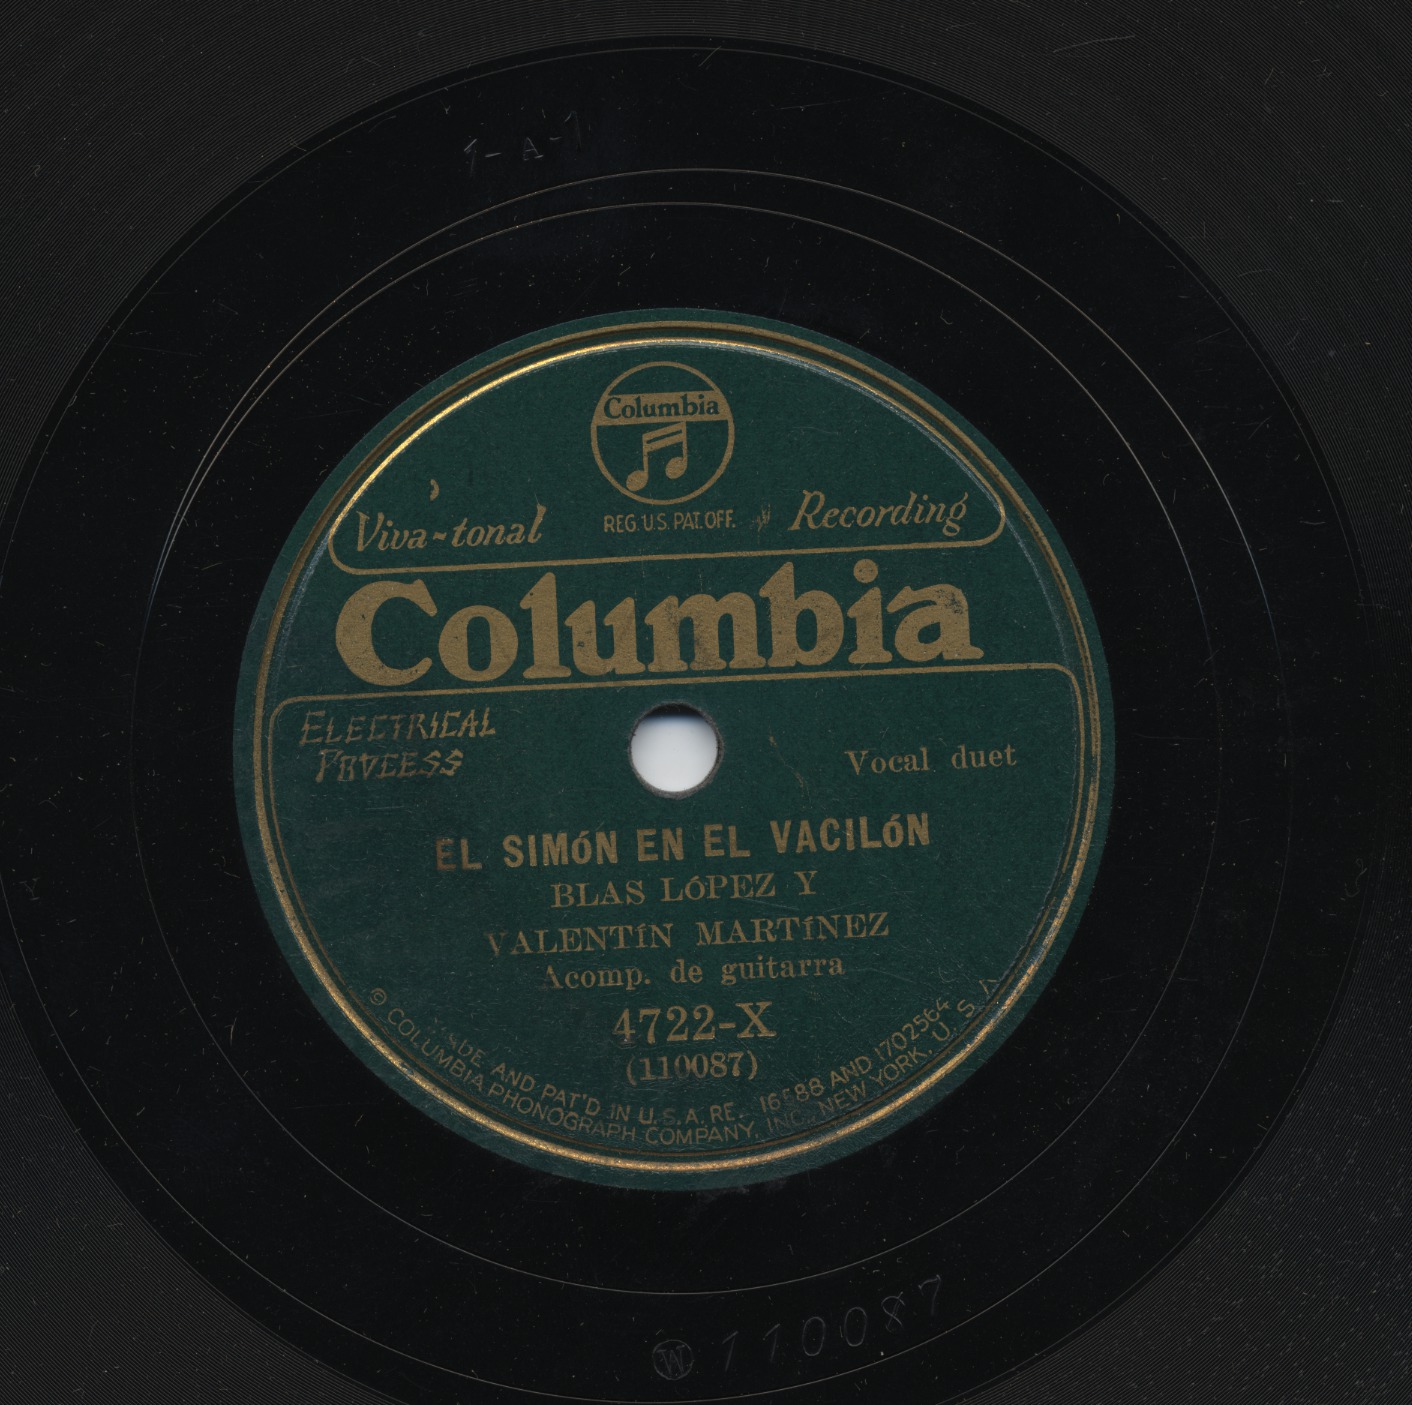 1-A-1
Columbia
Viva-tonal REG. U.S. PAT. OFF. Recording
Columbia
ELECTRICAL
PROCESS
Vocal duet
EL SIMÓN EN EL VACILÓN
BLAS LÓPEZ Y
VALENTÍN MARTÍNEZ
Acomp. de guitarra
4722-X
(110087)
MADE AND PAT'D IN U.S.A. RE. 16588 AND 1702564
© COLUMBIA PHONOGRAPH COMPANY, INC. NEW YORK, U. S. A.
W 110087
Y